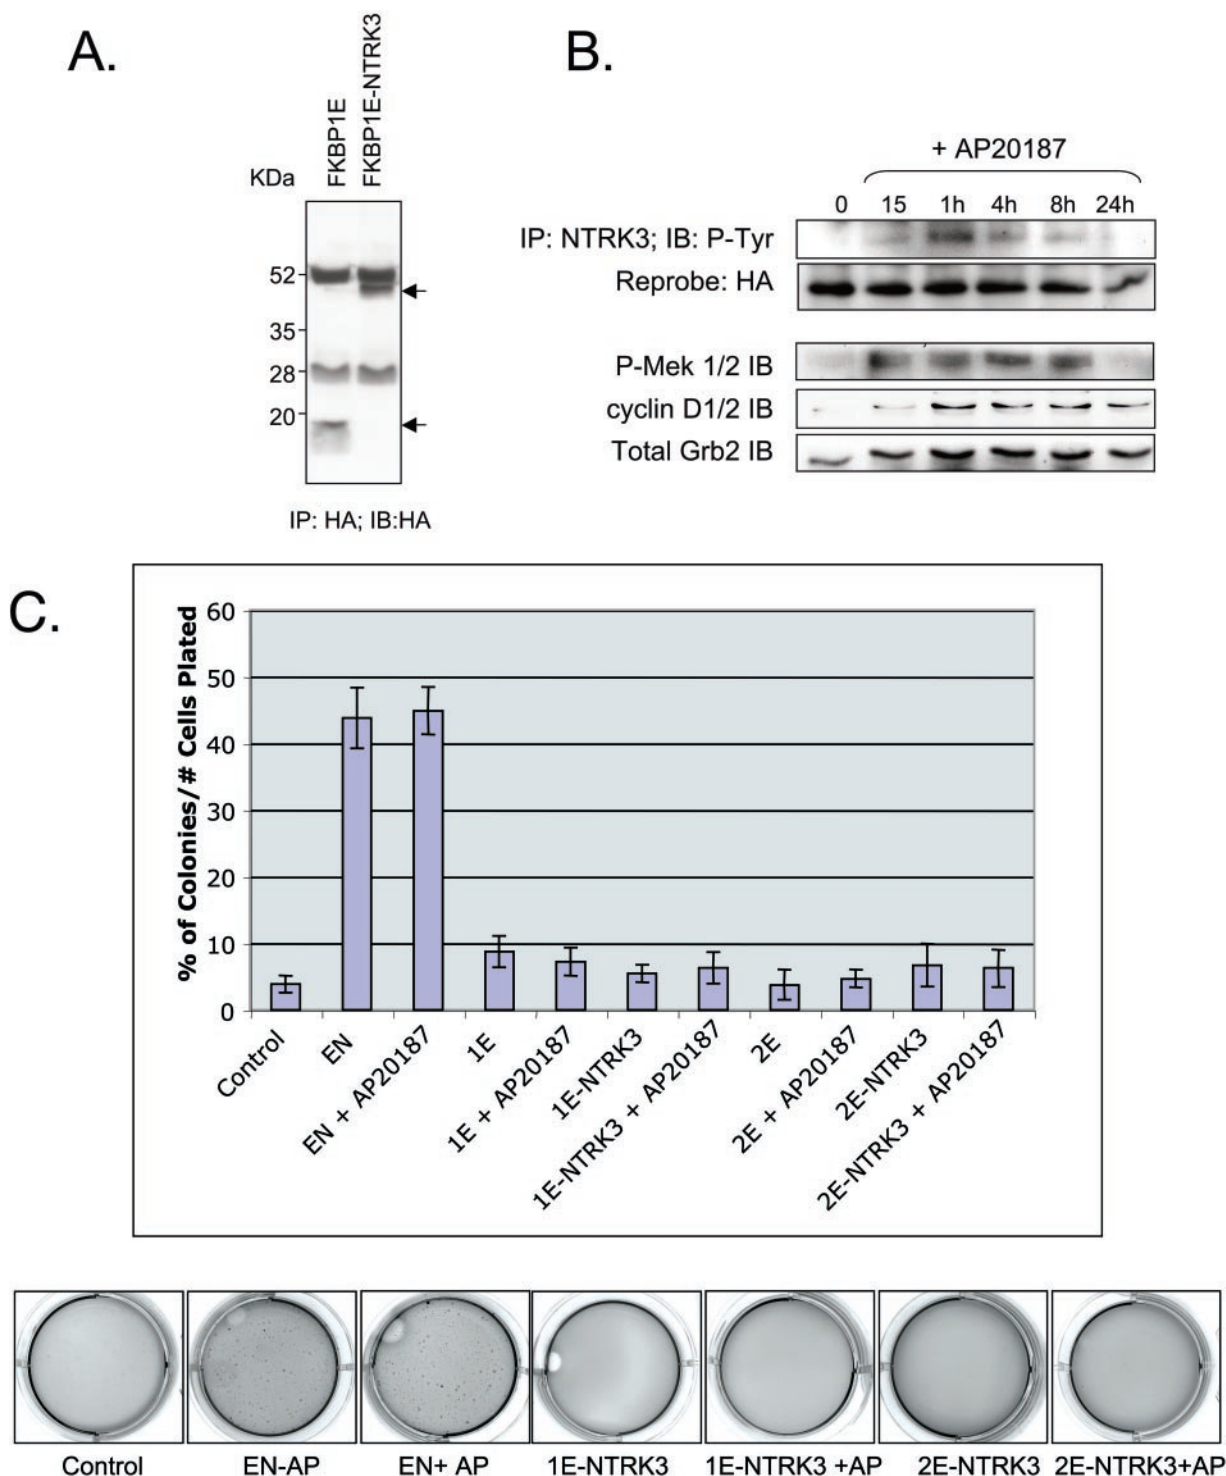 A.
B.
FKBP1E
FKBP1E-NTRK3
KDa
52
35
28
20
IP: HA; IB:HA
+ AP20187
0 15 1h 4h 8h 24h
IP: NTRK3; IB: P-Tyr
Reprobe: HA
P-Mek 1/2 IB
cyclin D1/2 IB
Total Grb2 IB
C.
% of Colonies/# Cells Plated
60
50
40
30
20
10
0
Control
EN
EN + AP20187
1E
1E + AP20187
1E-NTRK3
1E-NTRK3 + AP20187
2E
2E + AP20187
2E-NTRK3
2E-NTRK3 + AP20187
Control
EN-AP
EN+ AP
1E-NTRK3
1E-NTRK3 +AP
2E-NTRK3
2E-NTRK3+AP